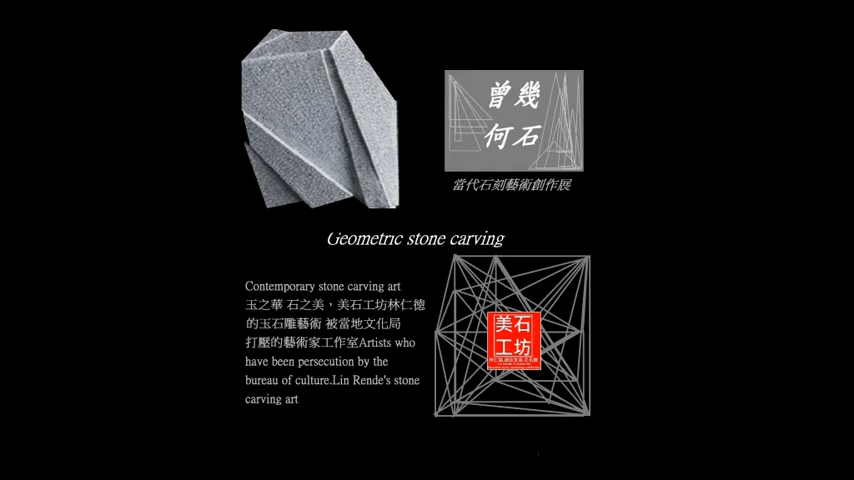 曾幾
何石
當代石刻藝術創作展
Geometric stone carving
Contemporary stone carving art
玉之華 石之美，美石工坊林仁德
的玉石雕藝術 被當地文化局
打壓的藝術家工作室Artists who
have been persecution by the
bureau of culture.Lin Rende's stone
carving art
美石
工坊